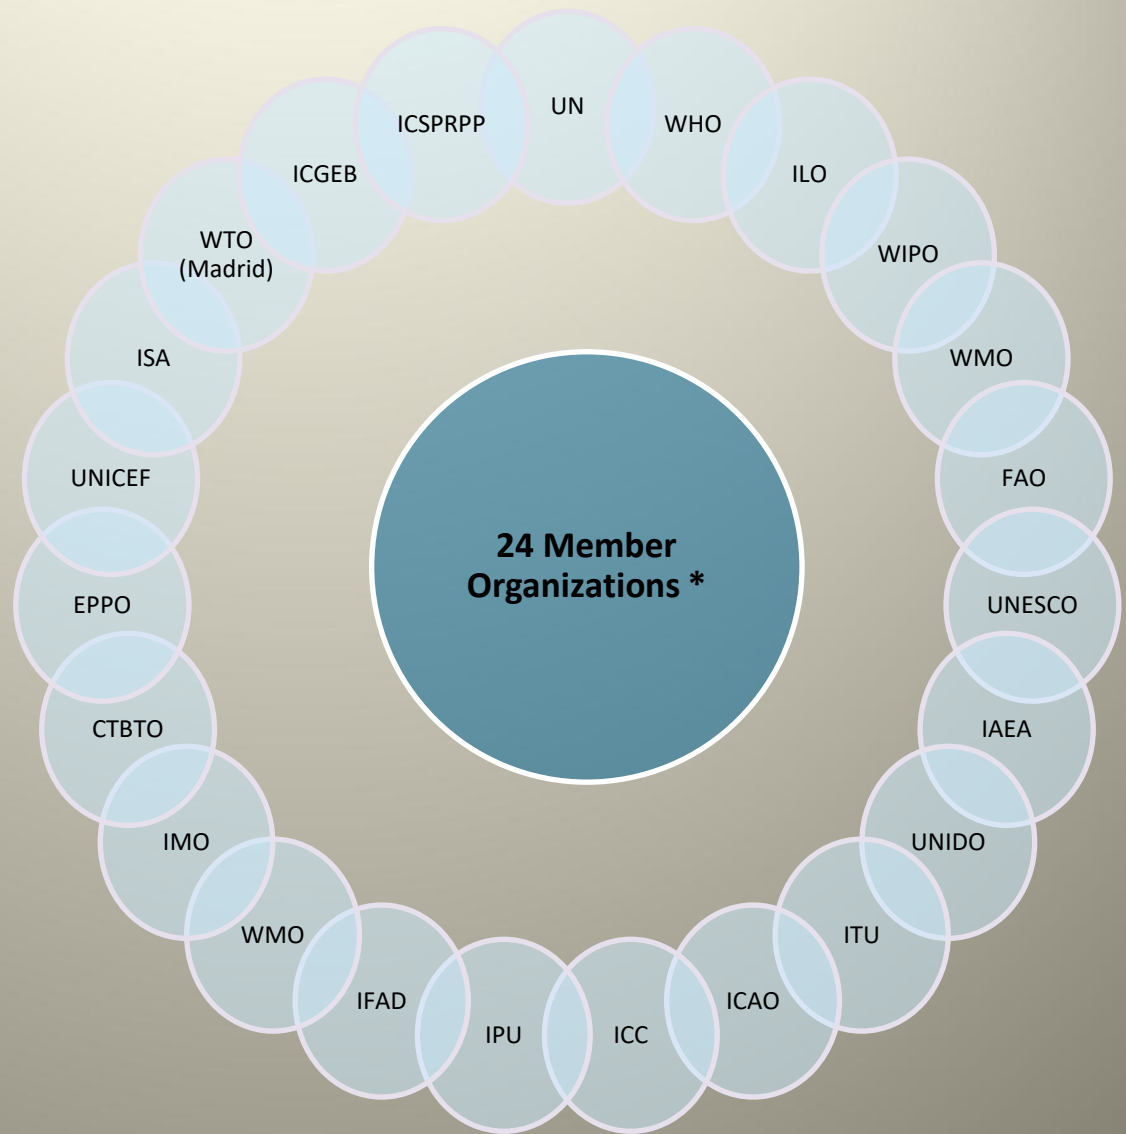 UN
WHO
ILO
WIPO
WMO
FAO
UNESCO
IAEA
UNIDO
ITU
ICAO
ICC
IPU
IFAD
WMO
IMO
CTBTO
EPPO
UNICEF
ISA
WTO
(Madrid)
ICGEB
ICSPRPP
24 Member
Organizations *